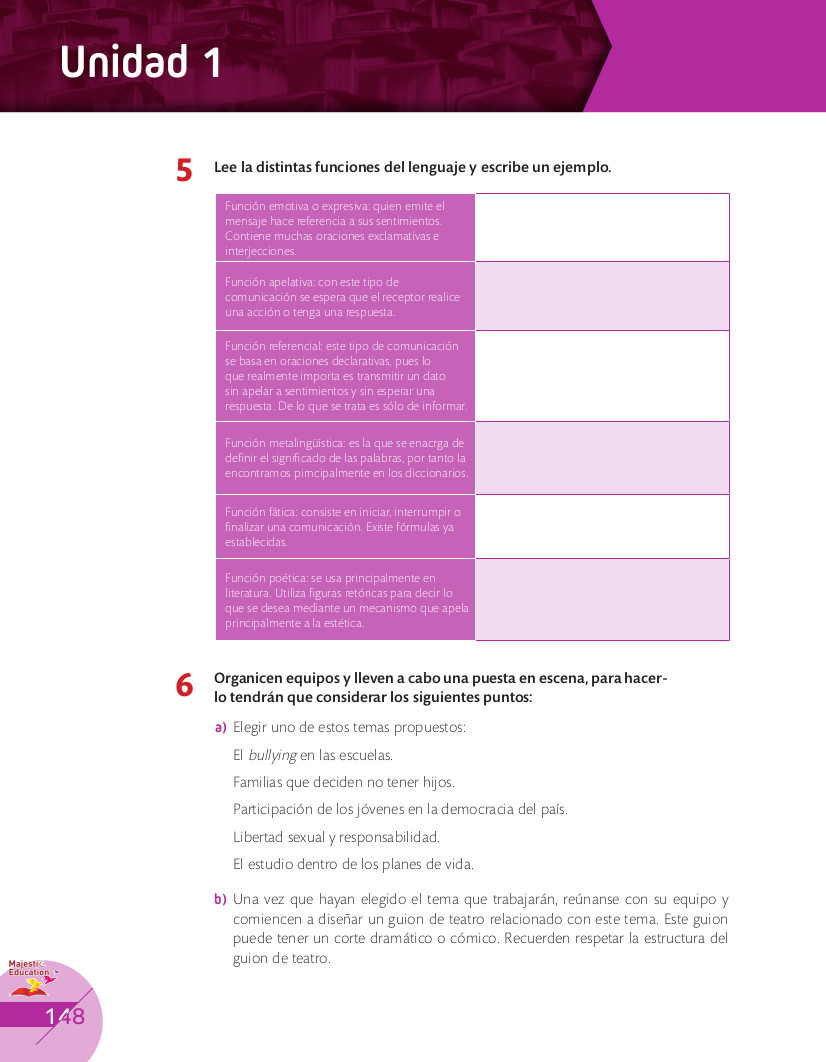 Unidad 1
5 Lee la distintas funciones del lenguaje y escribe un ejemplo.
Función emotiva o expresiva: quien emite el
mensaje hace referencia a sus sentimientos.
Contiene muchas oraciones exclamativas e
interjecciones.
Función apelativa: con este tipo de
comunicación se espera que el receptor realice
una acción o tenga una respuesta.
Función referencial: este tipo de comunicación
se basa en oraciones declarativas, pues lo
que realmente importa es transmitir un dato
sin apelar a sentimientos y sin esperar una
respuesta. De lo que se trata es sólo de informar.
Función metalingüística: es la que se enacrga de
definir el significado de las palabras, por tanto la
encontramos pimcipalmente en los diccionarios.
Función fática: consiste en iniciar, interrumpir o
finalizar una comunicación. Existe fórmulas ya
establecidas.
Función poética: se usa principalmente en
literatura. Utiliza figuras retóricas para decir lo
que se desea mediante un mecanismo que apela
principalmente a la estética.
6 Organicen equipos y lleven a cabo una puesta en escena, para hacer-
lo tendrán que considerar los siguientes puntos:
a) Elegir uno de estos temas propuestos:
El bullying en las escuelas.
Familias que deciden no tener hijos.
Participación de los jóvenes en la democracia del país.
Libertad sexual y responsabilidad.
El estudio dentro de los planes de vida.
b) Una vez que hayan elegido el tema que trabajarán, reúnanse con su equipo y
comiencen a diseñar un guion de teatro relacionado con este tema. Este guion
puede tener un corte dramático o cómico. Recuerden respetar la estructura del
guion de teatro.
Majestic
Education
148